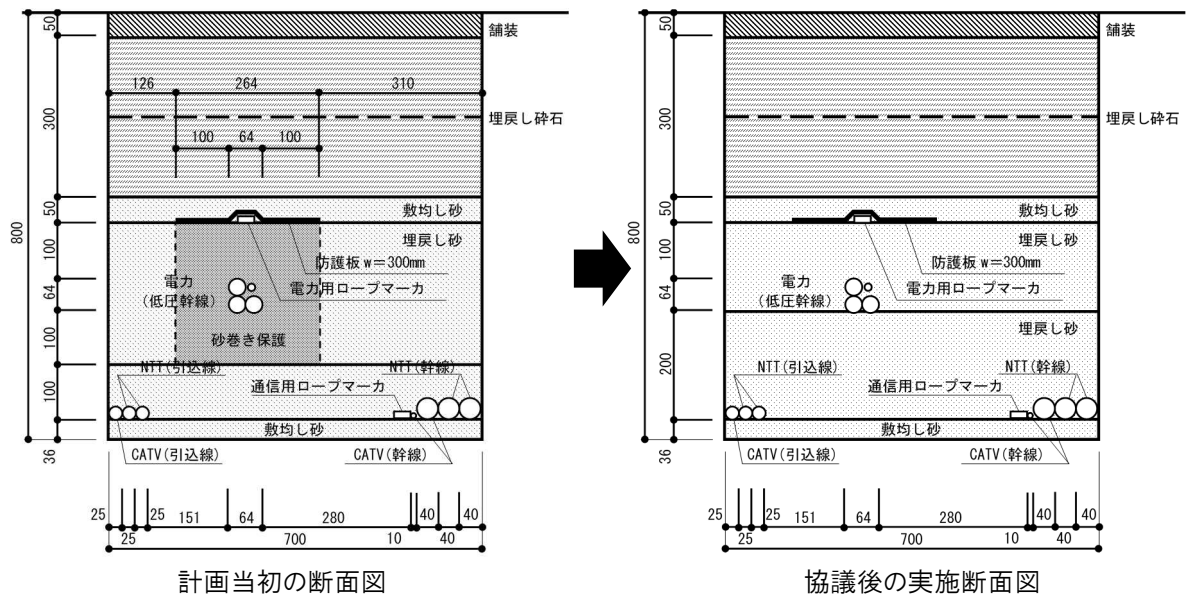 50
舗装
126
264
310
300
埋戻し砕石
100
64
100
50
敷均し砂
800
100
埋戻し砂
防護板 w＝300mm
電力
（低圧幹線）
電力用ロープマーカ
64
100
砂巻き保護
NTT(引込線)
NTT(幹線)
通信用ロープマーカ
100
敷均し砂
36
CATV(引込線)
CATV(幹線)
25
25
151
64
280
40
40
25
700
10
40
計画当初の断面図
50
舗装
300
埋戻し砕石
50
敷均し砂
800
100
埋戻し砂
防護板 w＝300mm
電力
（低圧幹線）
電力用ロープマーカ
64
埋戻し砂
200
NTT(引込線)
NTT(幹線)
通信用ロープマーカ
敷均し砂
36
CATV(引込線)
CATV(幹線)
25
25
151
64
280
40
40
25
700
10
40
協議後の実施断面図